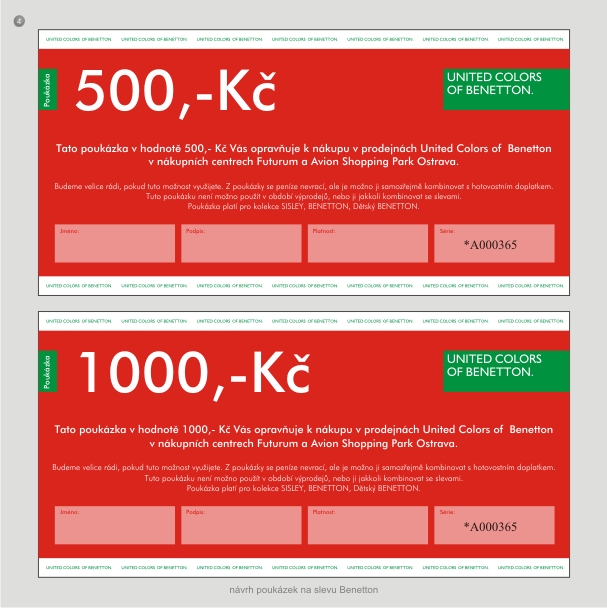 4
UNITED COLORS OF BENETTON. UNITED COLORS OF BENETTON. UNITED COLORS OF BENETTON. UNITED COLORS OF BENETTON. UNITED COLORS OF BENETTON. UNITED COLORS OF BENETTON. UNITED COLORS OF BENETTON.
Poukázka
500,-Kč
UNITED COLORS
OF BENETTON.
Tato poukázka v hodnotě 500,- Kč Vás opravňuje k nákupu v prodejnách United Colors of Benetton
v nákupních centrech Futurum a Avion Shopping Park Ostrava.
Budeme velice rádi, pokud tuto možnost využijete. Z poukázky se peníze nevrací, ale je možno ji samozřejmě kombinovat s hotovostním doplatkem.
Tuto poukázku není možno použít v období výprodejů, nebo ji jakkoli kombinovat se slevami.
Poukázka platí pro kolekce SISLEY, BENETTON, Dětský BENETTON.
Jméno: Podpis: Platnost: Série:
*A000365
UNITED COLORS OF BENETTON. UNITED COLORS OF BENETTON. UNITED COLORS OF BENETTON. UNITED COLORS OF BENETTON. UNITED COLORS OF BENETTON. UNITED COLORS OF BENETTON. UNITED COLORS OF BENETTON.
UNITED COLORS OF BENETTON. UNITED COLORS OF BENETTON. UNITED COLORS OF BENETTON. UNITED COLORS OF BENETTON. UNITED COLORS OF BENETTON. UNITED COLORS OF BENETTON. UNITED COLORS OF BENETTON.
Poukázka
1000,-Kč
UNITED COLORS
OF BENETTON.
Tato poukázka v hodnotě 1000,- Kč Vás opravňuje k nákupu v prodejnách United Colors of Benetton
v nákupních centrech Futurum a Avion Shopping Park Ostrava.
Budeme velice rádi, pokud tuto možnost využijete. Z poukázky se peníze nevrací, ale je možno ji samozřejmě kombinovat s hotovostním doplatkem.
Tuto poukázku není možno použít v období výprodejů, nebo ji jakkoli kombinovat se slevami.
Poukázka platí pro kolekce SISLEY, BENETTON, Dětský BENETTON.
Jméno: Podpis: Platnost: Série:
*A000365
UNITED COLORS OF BENETTON. UNITED COLORS OF BENETTON. UNITED COLORS OF BENETTON. UNITED COLORS OF BENETTON. UNITED COLORS OF BENETTON. UNITED COLORS OF BENETTON. UNITED COLORS OF BENETTON.
návrh poukázek na slevu Benetton